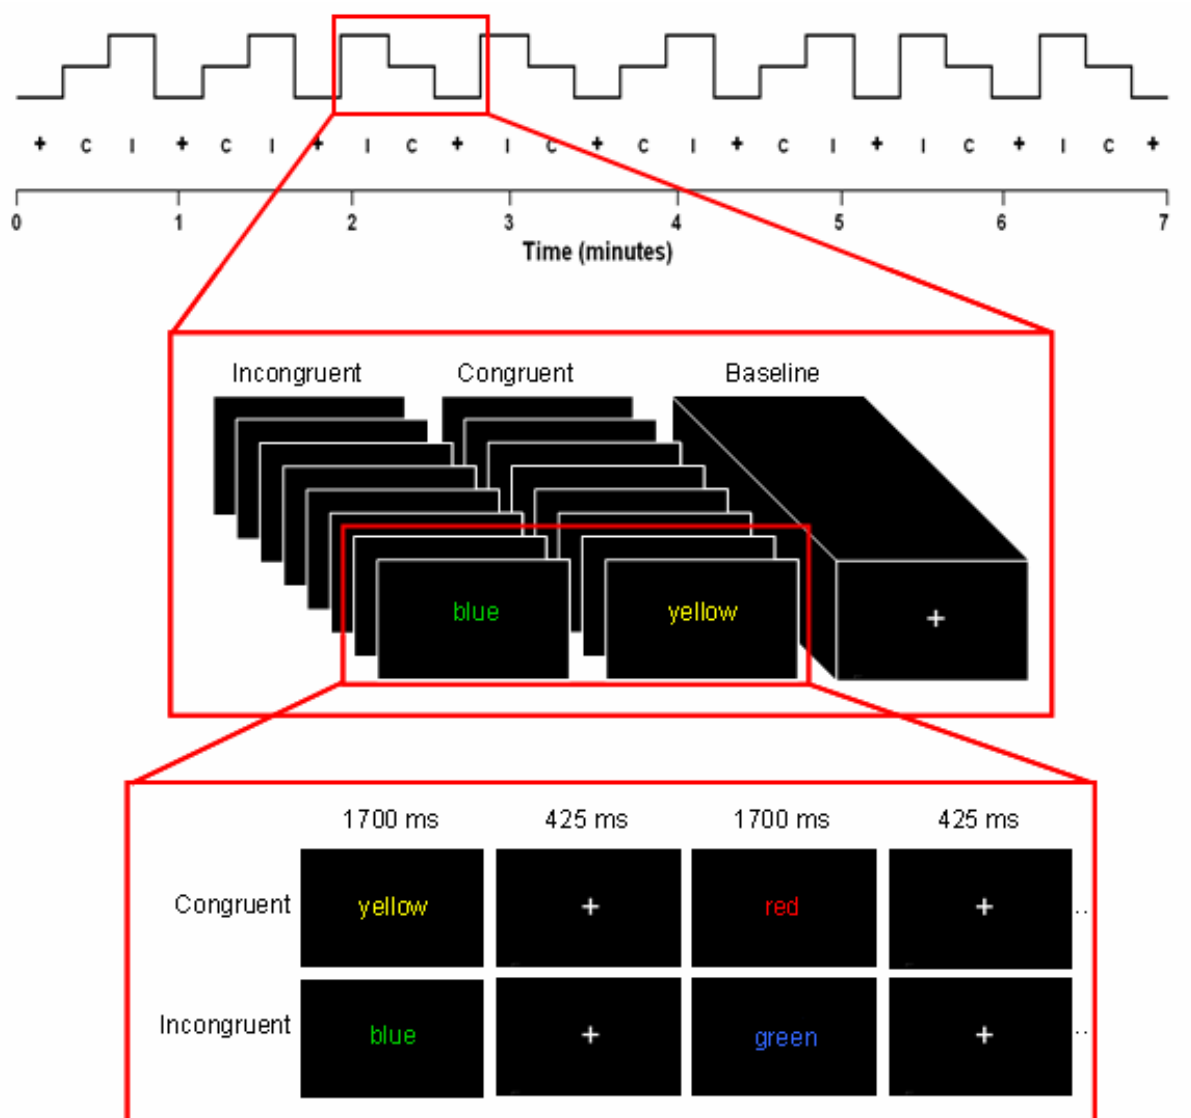 + C I + C I + I C + I C + C I + C I + I C + I C +
0 1 2 3 4 5 6 7
Time (minutes)
Incongruent Congruent Baseline
blue yellow +
1700 ms 425 ms 1700 ms 425 ms
Congruent yellow + red + ..
Incongruent blue + green + ..